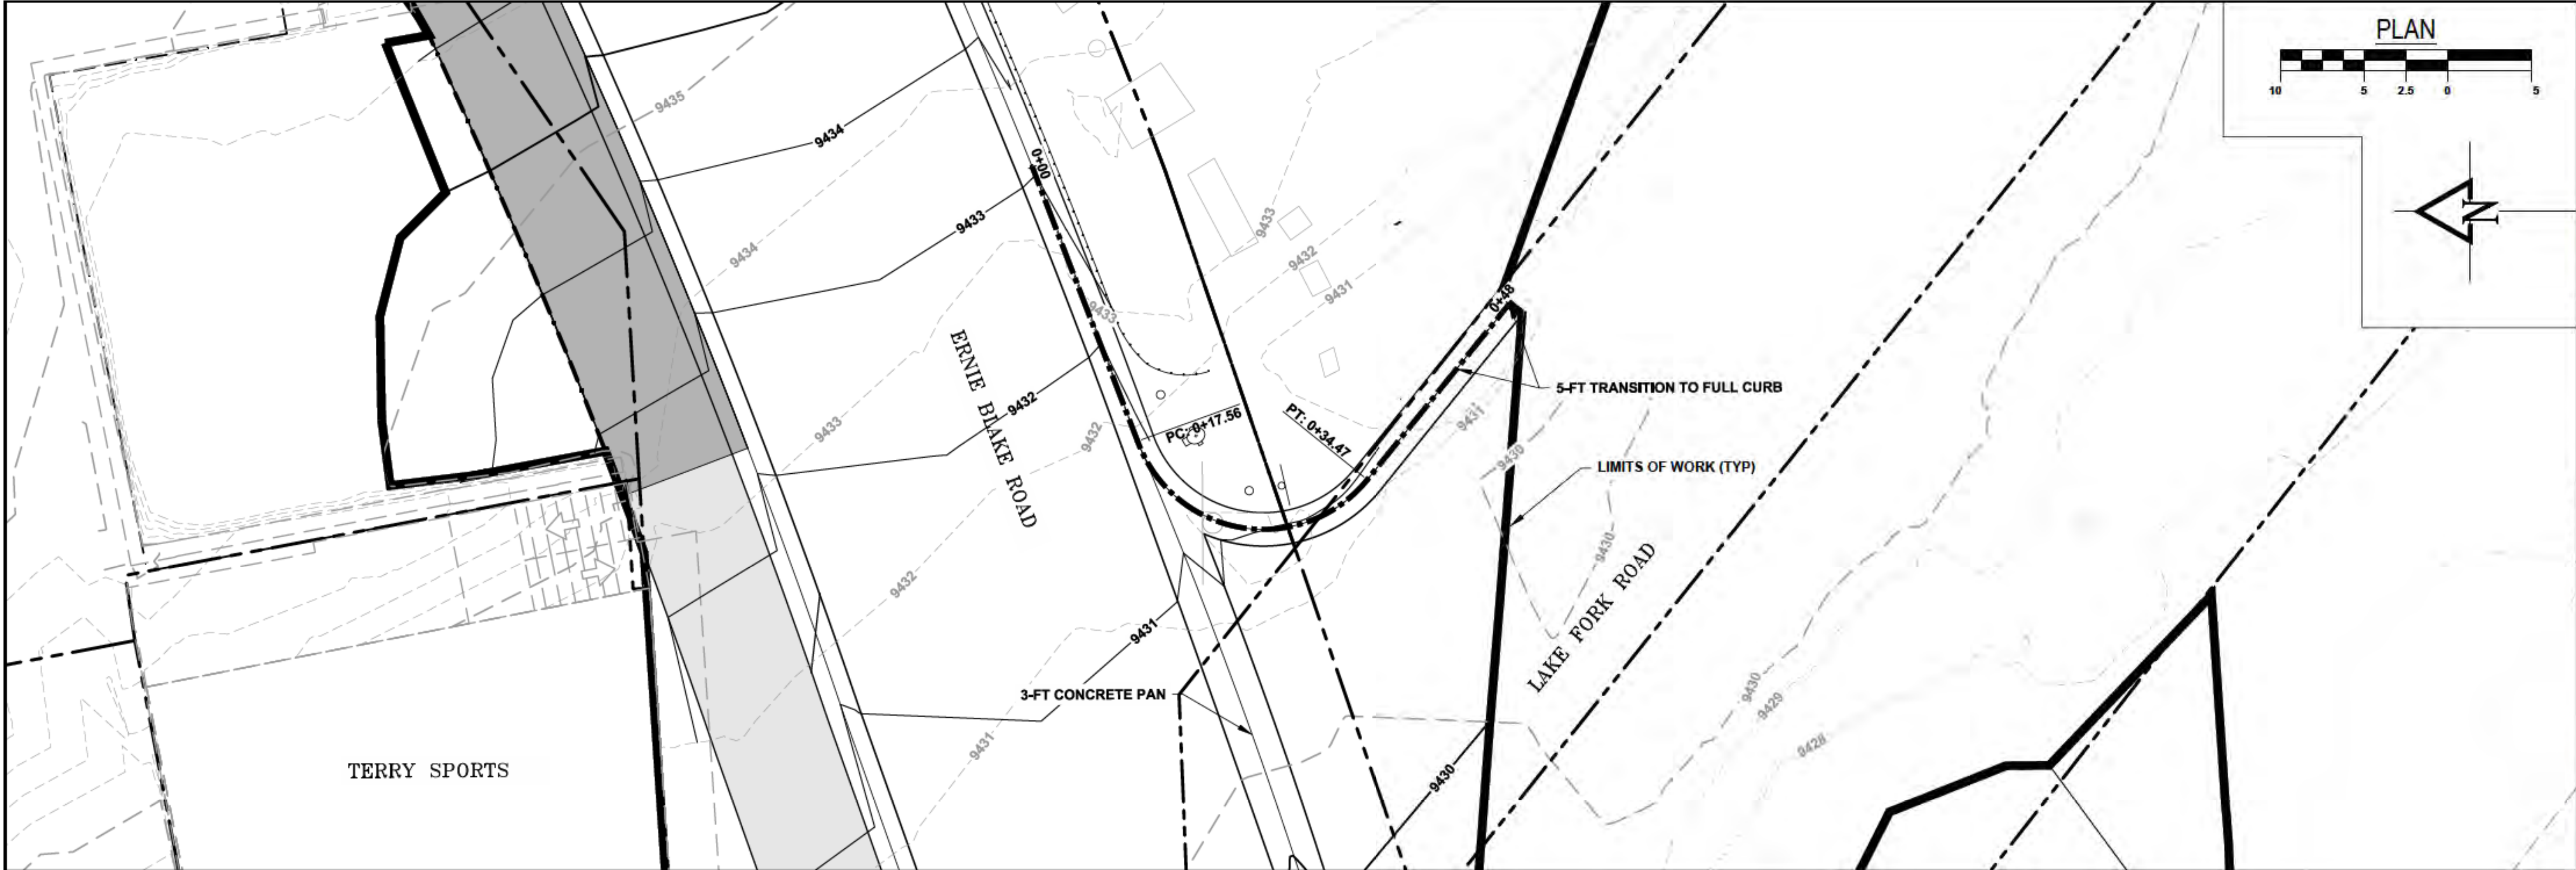 PLAN
10 5 2.5 0 5
N
9435
9434
0+00
9433
9434
9433
9432
9433
9431
0+48
ERNIE BLAKE ROAD
5-FT TRANSITION TO FULL CURB
9432
PC: 0+17.56
PT: 0+34.47
9433
9432
9431
9430
LIMITS OF WORK (TYP)
9430
9432
LAKE FORK ROAD
9431
3-FT CONCRETE PAN
9430
9429
9431
9428
TERRY SPORTS
9430